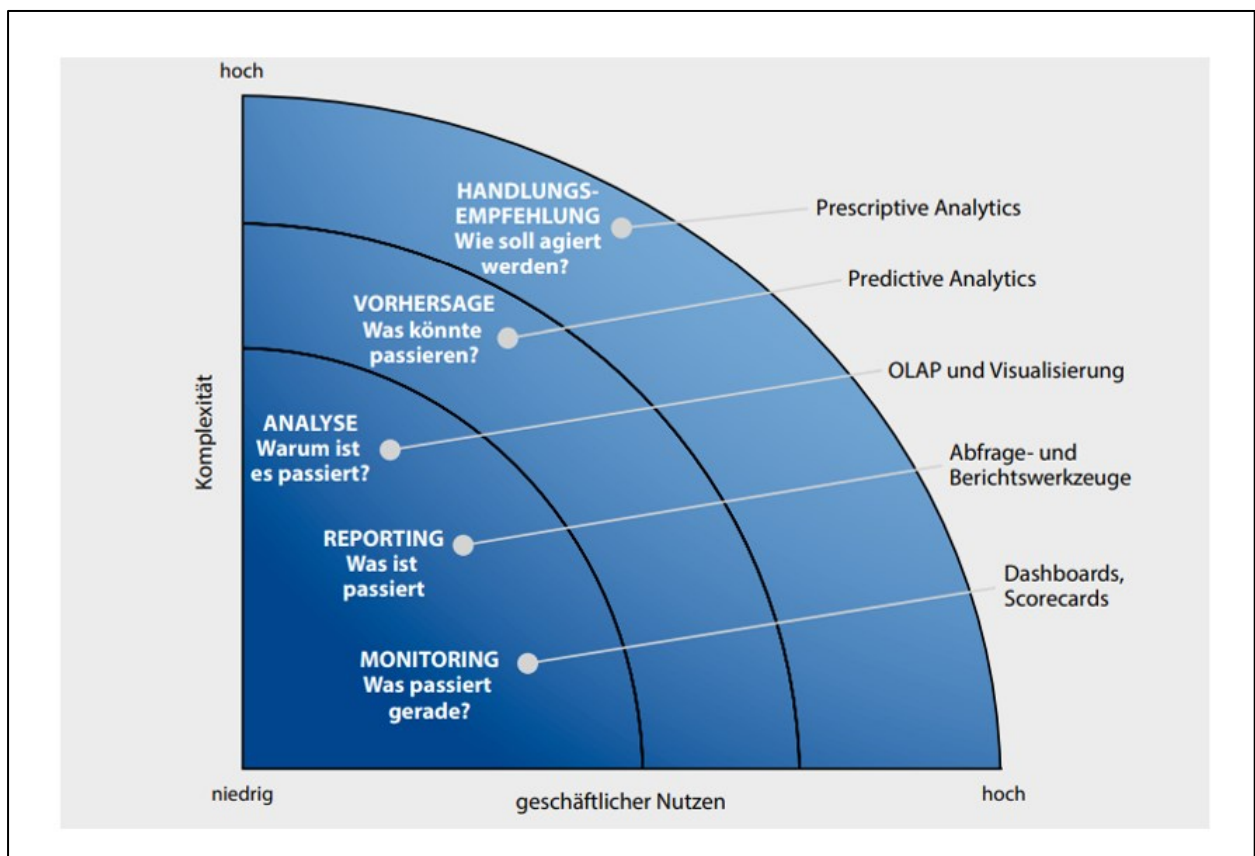 hoch
HANDLUNGS-
EMPFEHLUNG
Wie soll agiert
werden?
Prescriptive Analytics
VORHERSAGE
Was könnte
passieren?
Predictive Analytics
ANALYSE
Warum ist
es passiert?
OLAP und Visualisierung
REPORTING
Was ist
passiert
Abfrage- und
Berichtswerkzeuge
MONITORING
Was passiert
gerade?
Dashboards,
Scorecards
Komplexität
niedrig
geschäftlicher Nutzen
hoch